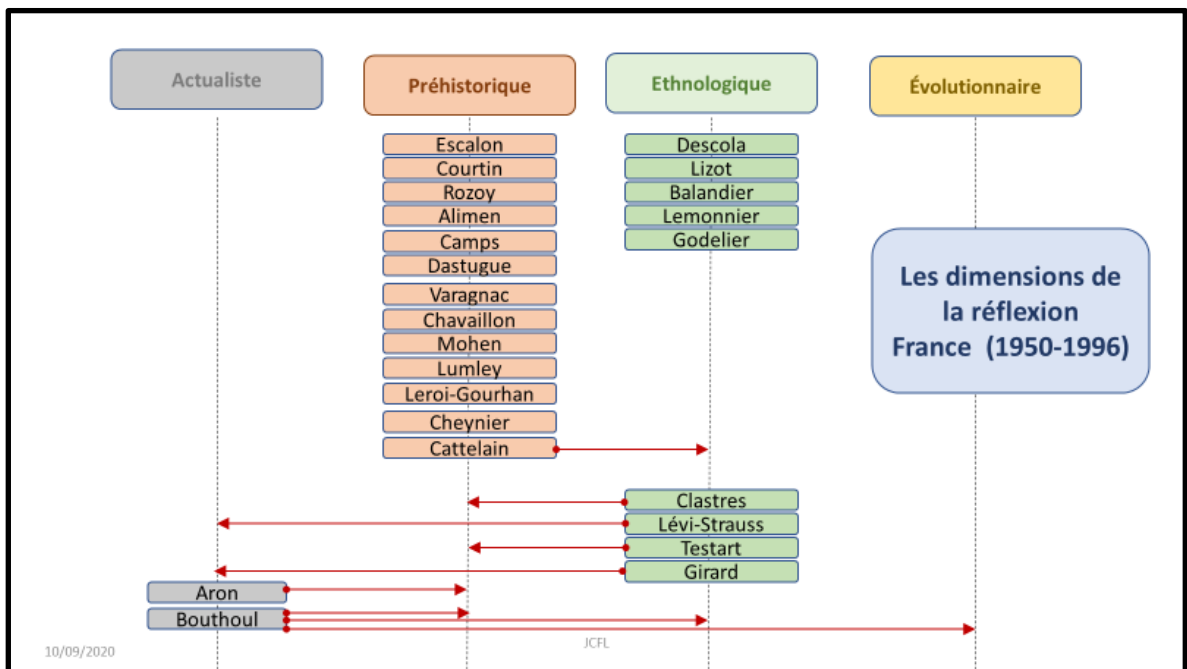 Actualiste
Préhistorique
Ethnologique
Évolutionnaire
Escalon
Courtin
Rozoy
Alimen
Camps
Dastugue
Varagnac
Chavaillon
Mohen
Lumley
Leroi-Gourhan
Cheynier
Cattelain
Descola
Lizot
Balandier
Lemonnier
Godelier
Les dimensions de
la réflexion
France (1950-1996)
Clastres
Lévi-Strauss
Testart
Girard
Aron
Bouthoul
10/09/2020
JCFL